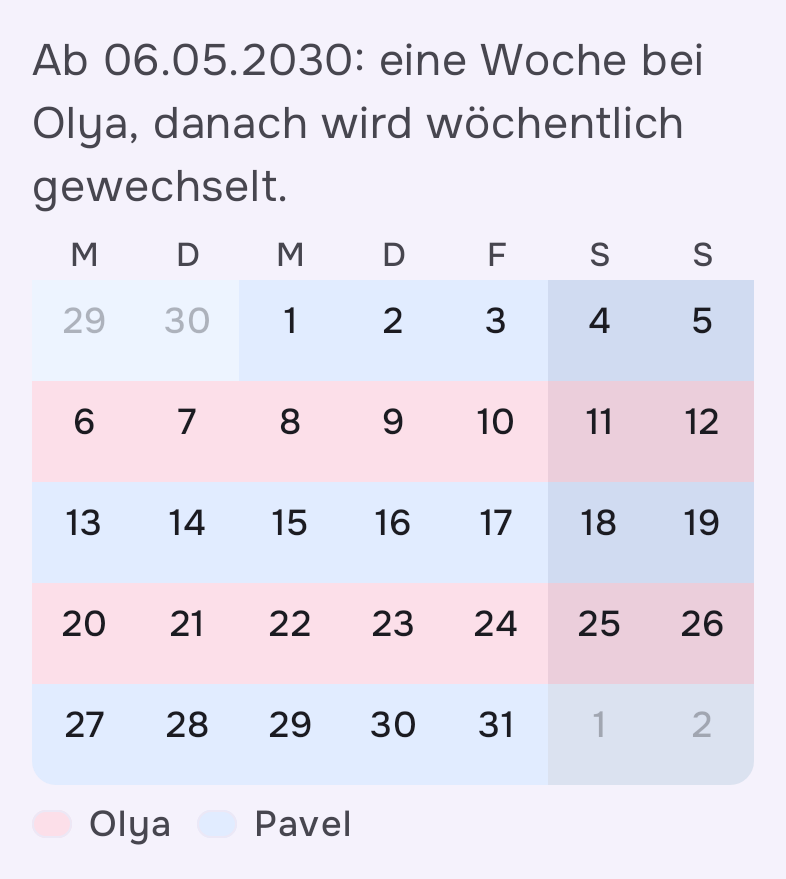 Ab 06.05.2030: eine Woche bei
Olya, danach wird wöchentlich
gewechselt.
M D M D F S S
29 30 1 2 3 4 5
6 7 8 9 10 11 12
13 14 15 16 17 18 19
20 21 22 23 24 25 26
27 28 29 30 31 1 2
Olya Pavel